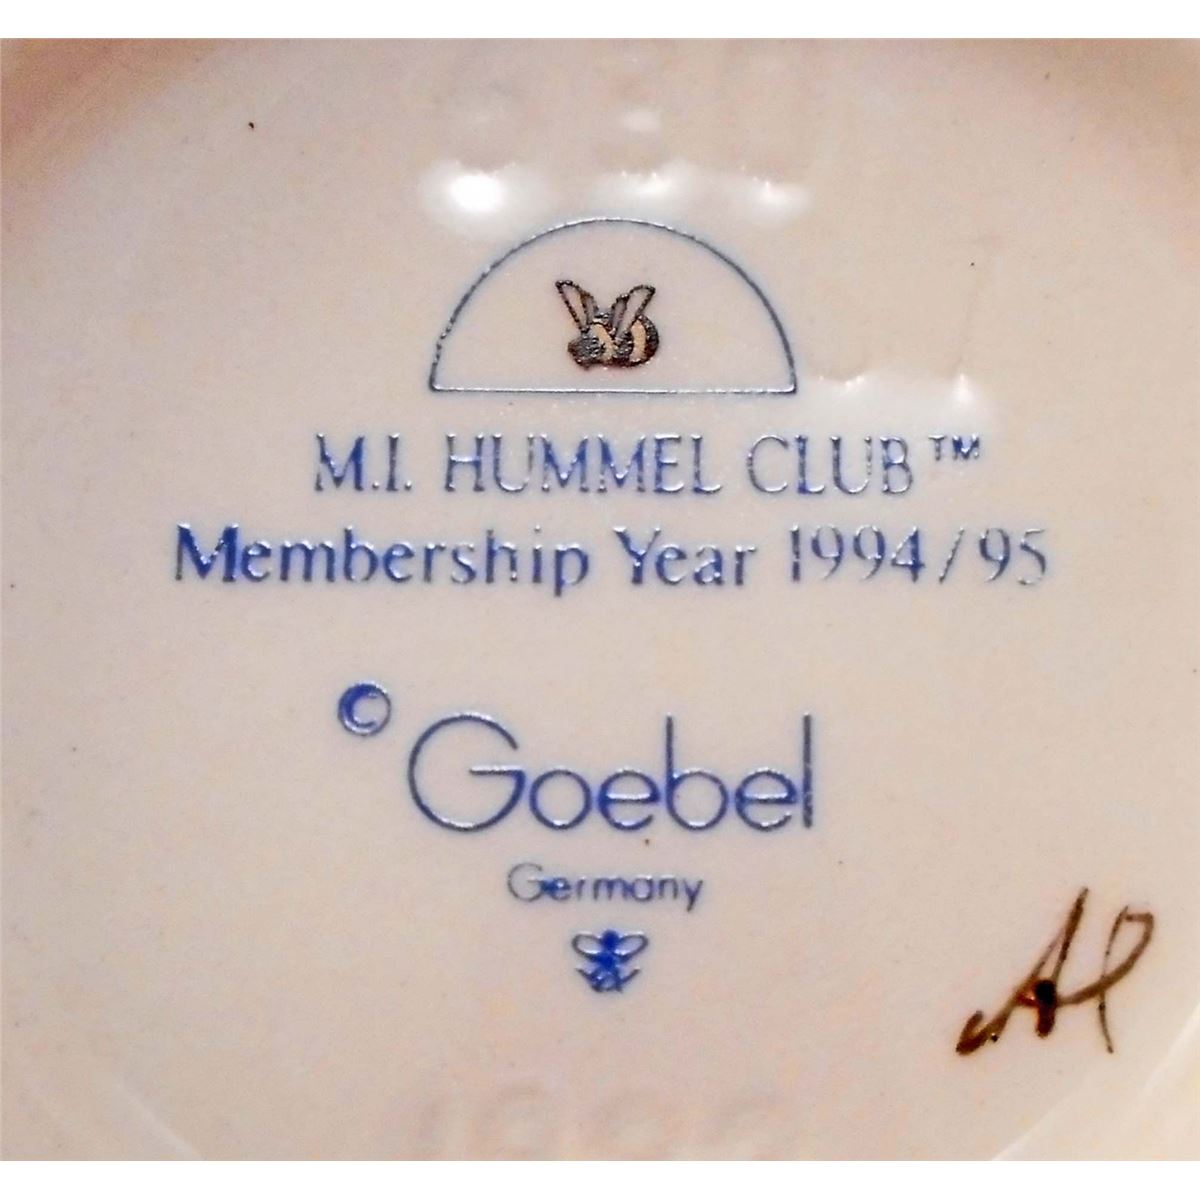 M.I. HUMMEL CLUB™
Membership Year 1994/95
© Goebel
Germany